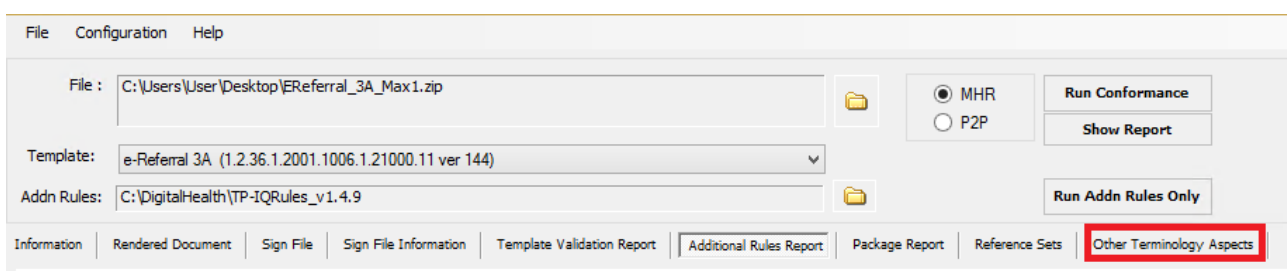 File Configuration Help
File : C:\Users\User\Desktop\EReferral_3A_Max1.zip
MHR
Run Conformance
P2P
Show Report
Template: e-Referral 3A (1.2.36.1.2001.1006.1.21000.11 ver 144)
Addn Rules: C:\DigitalHealth\TP-IQRules_v1.4.9
Run Addn Rules Only
Information Rendered Document Sign File Sign File Information Template Validation Report Additional Rules Report Package Report Reference Sets Other Terminology Aspects